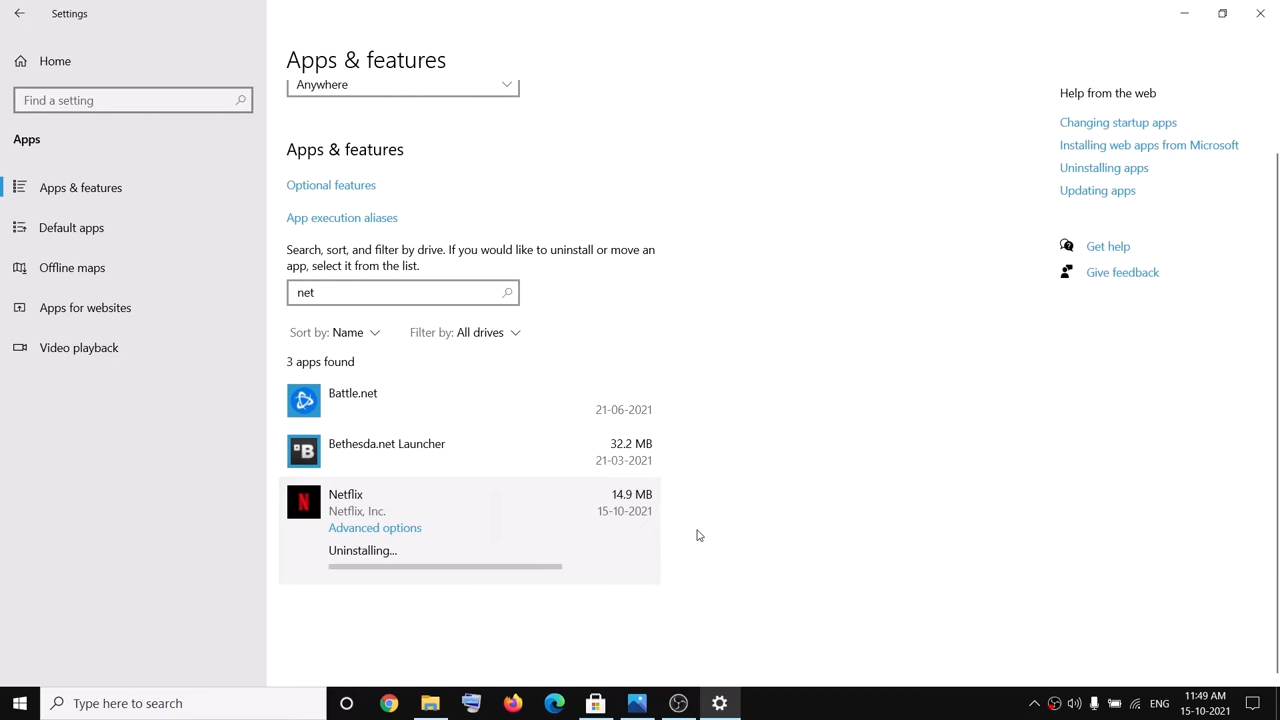 Settings
Home
Find a setting
Apps
Apps & features
Default apps
Offline maps
Apps for websites
Video playback
Apps & features
Anywhere
Apps & features
Optional features
App execution aliases
Search, sort, and filter by drive. If you would like to uninstall or move an
app, select it from the list.
net
Sort by: Name
Filter by: All drives
3 apps found
Battle.net
21-06-2021
Bethesda.net Launcher
32.2 MB
21-03-2021
Netflix
14.9 MB
Netflix, Inc.
15-10-2021
Advanced options
Uninstalling...
Help from the web
Changing startup apps
Installing web apps from Microsoft
Uninstalling apps
Updating apps
Get help
Give feedback
Type here to search
ENG
11:49 AM
15-10-2021